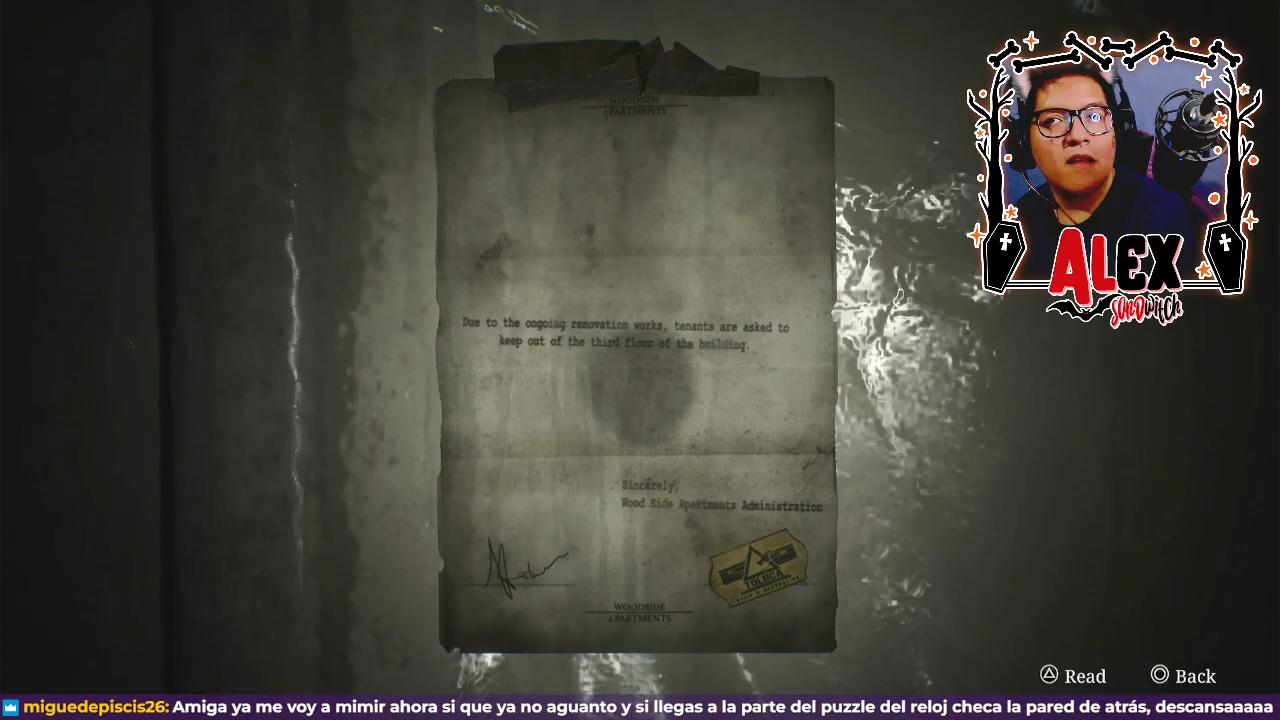 WOODSIDE
APARTMENTS
Due to the ongoing renovation works, tenants are asked to
keep out of the third floor of the building.
Sincerely,
Wood Side Apartments Administration
TOLUCA
WOODSIDE
APARTMENTS
ALEX
SANDWITCH
Read
Back
miguedepiscis26: Amiga ya me voy a mimir ahora si que ya no aguanto y si llegas a la parte del puzzle del reloj checa la pared de atrás, descansaaaaa